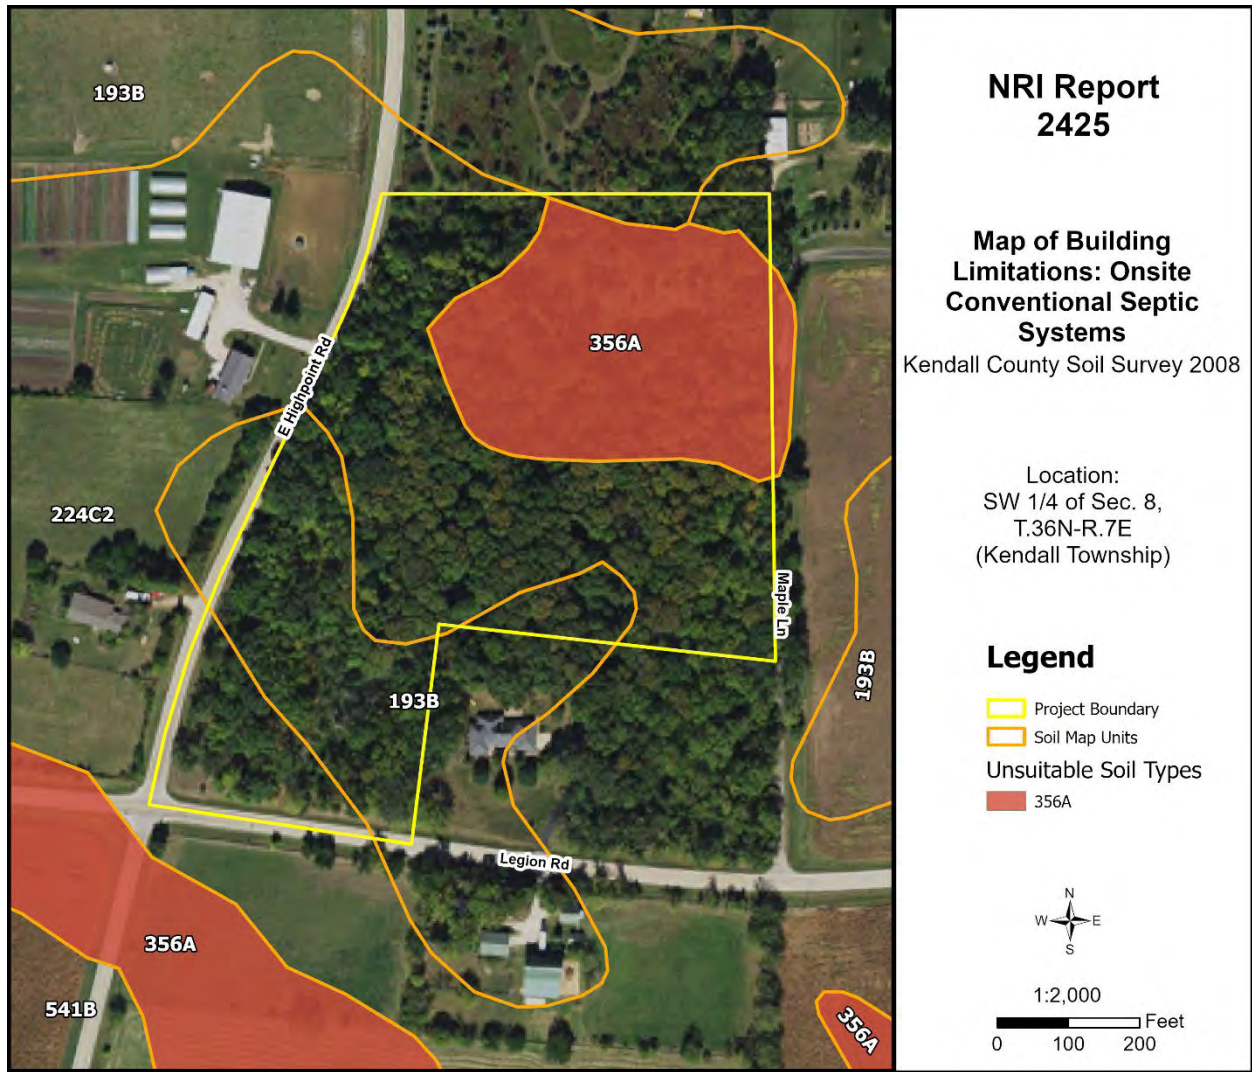 193B
E Highpoint Rd
356A
224C2
Maple Ln
193B
193B
Legion Rd
356A
541B
356A
NRI Report
2425
Map of Building
Limitations: Onsite
Conventional Septic
Systems
Kendall County Soil Survey 2008
Location:
SW 1/4 of Sec. 8,
T.36N-R.7E
(Kendall Township)
Legend
Project Boundary
Soil Map Units
Unsuitable Soil Types
356A
N
W E
S
1:2,000
Feet
0 100 200